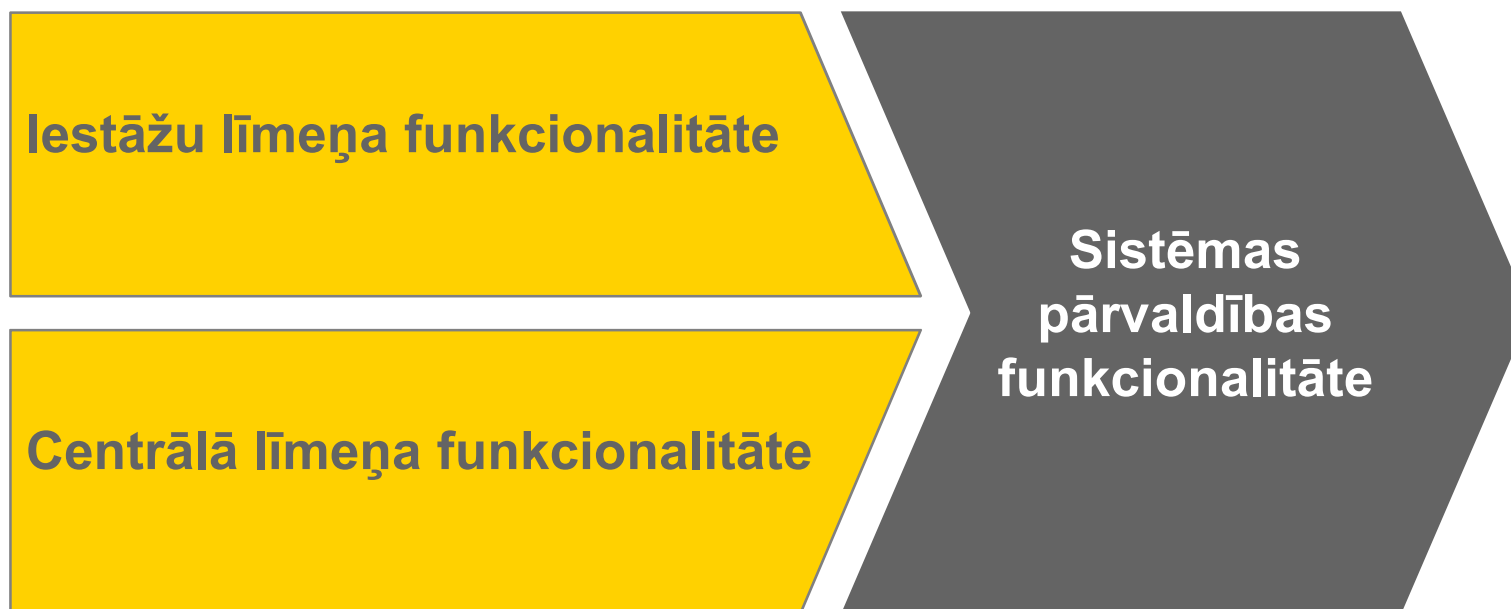 Iestāžu līmeņa funkcionalitāte
Centrālā līmeņa funkcionalitāte
Sistēmas
pārvaldības
funkcionalitāte